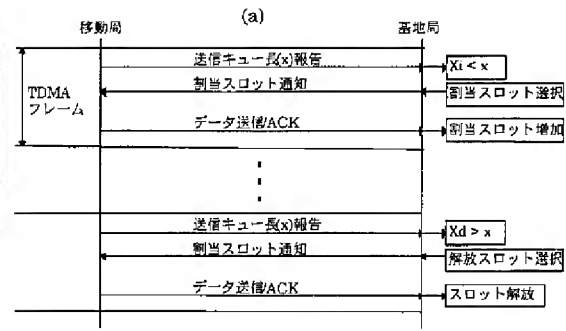 (a)
移動局
基地局
TDMA
フレーム
送信キュー長(x)報告
Xi < x
割当スロット通知
割当スロット選択
データ送信/ACK
割当スロット増加
送信キュー長(x)報告
Xd > x
割当スロット通知
解放スロット選択
データ送信/ACK
スロット解放